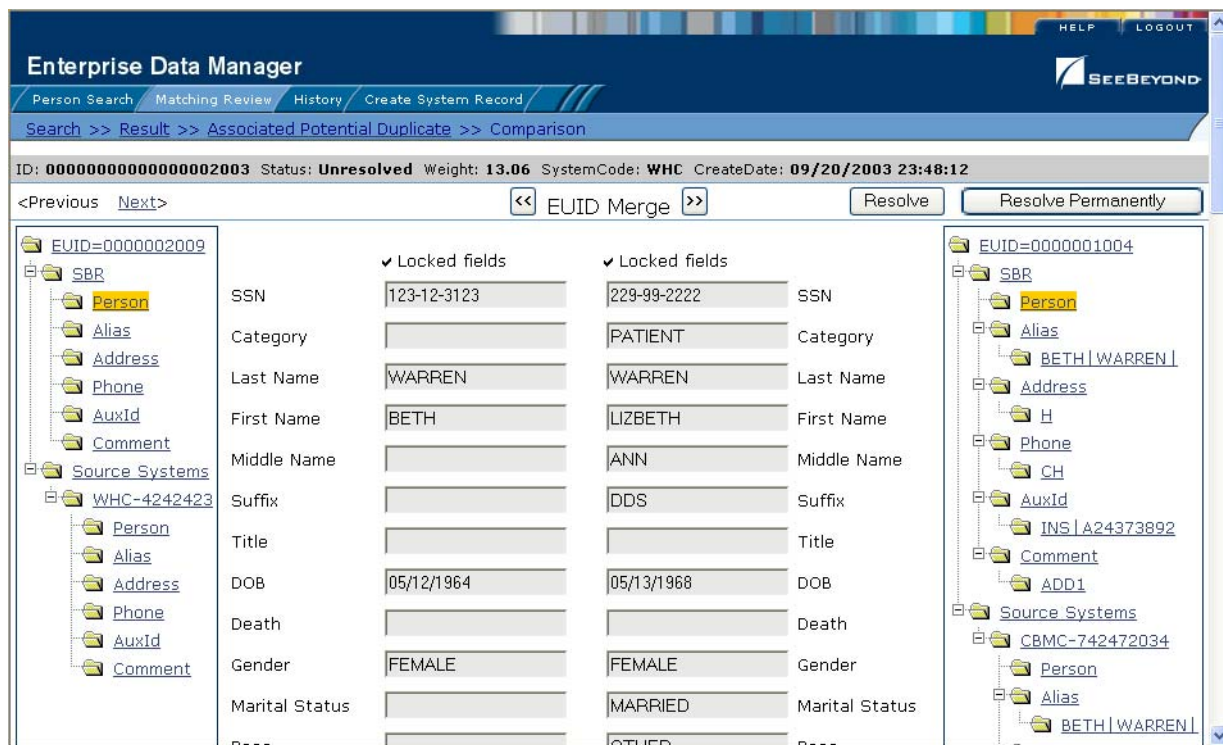 HELP LOGOUT
Enterprise Data Manager
SEEBEYOND
Person Search Matching Review History Create System Record
Search >> Result >> Associated Potential Duplicate >> Comparison
ID: 00000000000000002003 Status: Unresolved Weight: 13.06 SystemCode: WHC CreateDate: 09/20/2003 23:48:12
<Previous Next> << EUID Merge >> Resolve Resolve Permanently
EUID=0000002009
SBR
Person
Alias
Address
Phone
AuxId
Comment
Source Systems
WHC-4242423
Person
Alias
Address
Phone
AuxId
Comment
✓ Locked fields ✓ Locked fields
SSN 123-12-3123 229-99-2222 SSN
Category PATIENT Category
Last Name WARREN WARREN Last Name
First Name BETH LIZBETH First Name
Middle Name ANN Middle Name
Suffix DDS Suffix
Title Title
DOB 05/12/1964 05/13/1968 DOB
Death Death
Gender FEMALE FEMALE Gender
Marital Status MARRIED Marital Status
EUID=0000001004
SBR
Person
Alias
BETH|WARREN|
Address
H
Phone
CH
AuxId
INS|A24373892
Comment
ADD1
Source Systems
CBMC-742472034
Person
Alias
BETH|WARREN|